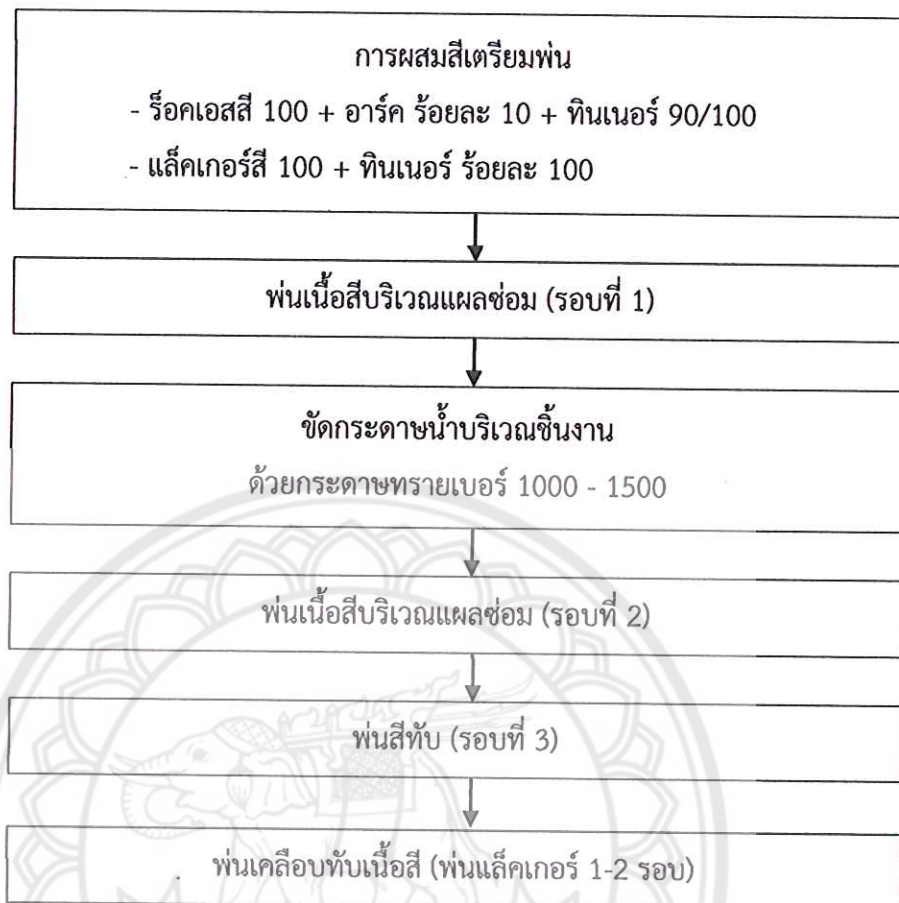 การผสมสีเตรียมพ่น
- ร็อคเอสสี 100 + อาร์ค ร้อยละ 10 + ทินเนอร์ 90/100
- แล็คเกอร์สี 100 + ทินเนอร์ ร้อยละ 100
พ่นเนื้อสีบริเวณแผลซ่อม (รอบที่ 1)
ขัดกระดาษน้ำบริเวณชิ้นงาน
ด้วยกระดาษทรายเบอร์ 1000 - 1500
พ่นเนื้อสีบริเวณแผลซ่อม (รอบที่ 2)
พ่นสีทับ (รอบที่ 3)
พ่นเคลือบทับเนื้อสี (พ่นแล็คเกอร์ 1-2 รอบ)